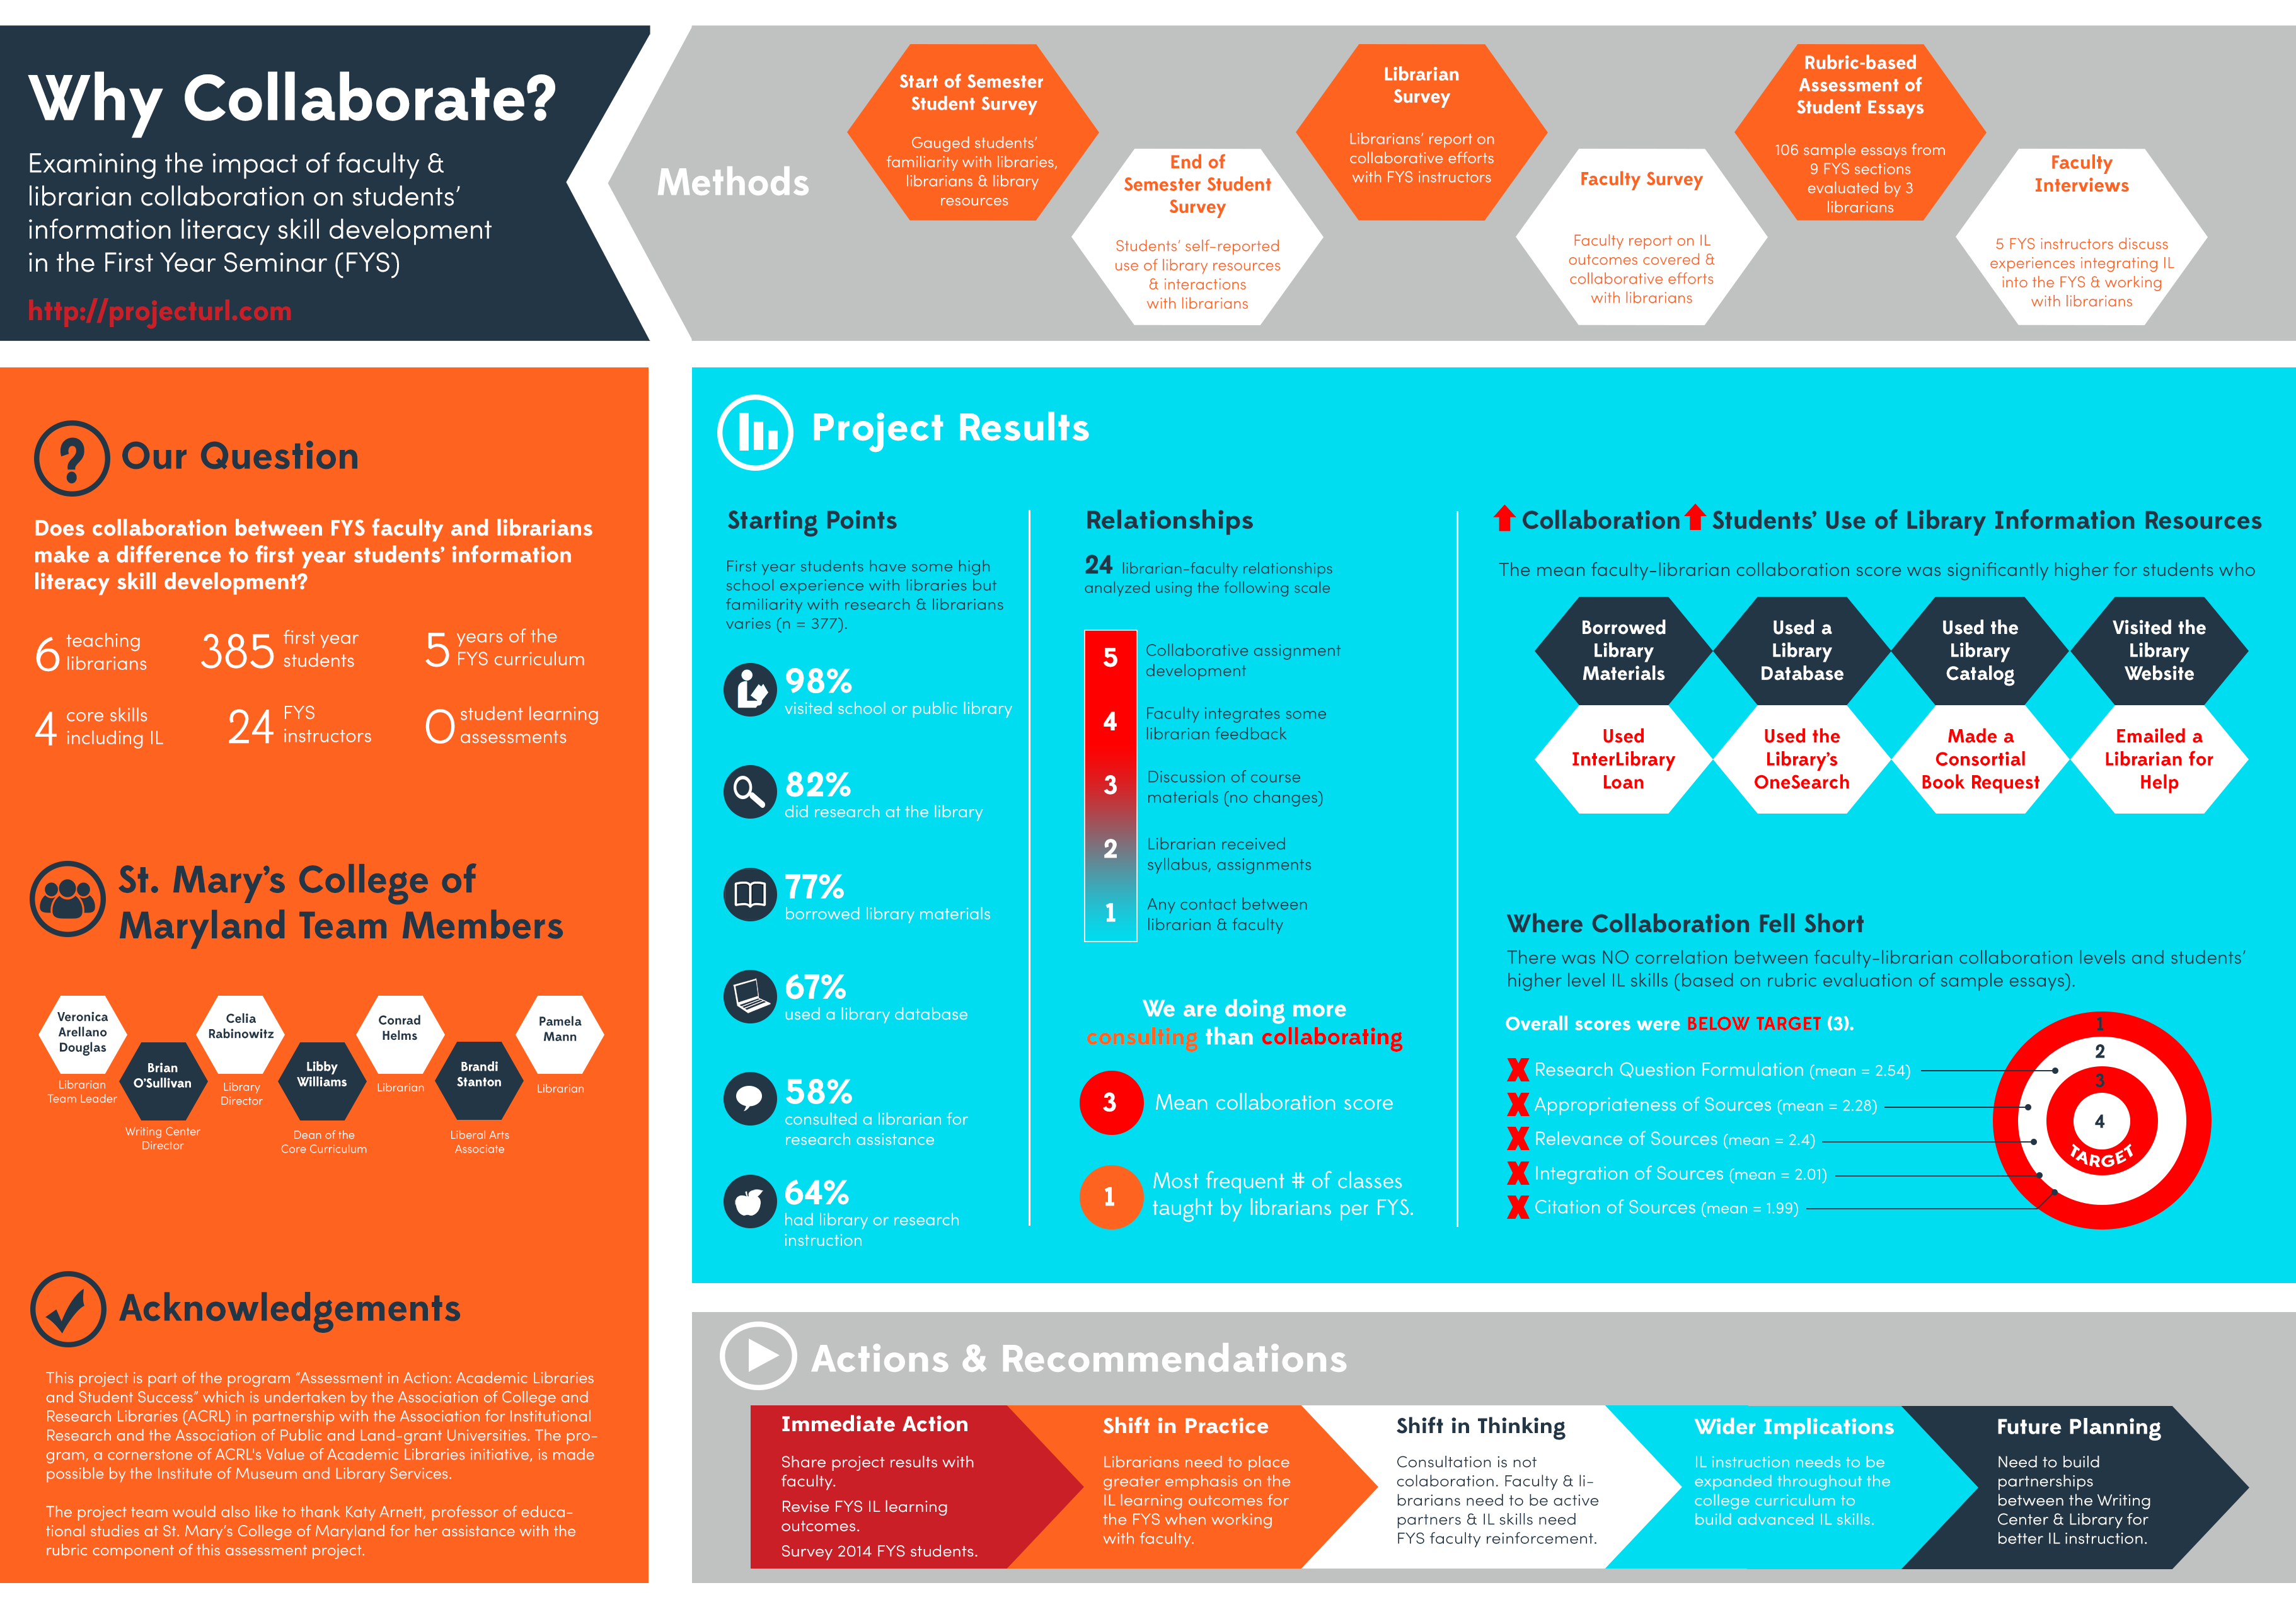 Why Collaborate?
Examining the impact of faculty &
librarian collaboration on students'
information literacy skill development
in the First Year Seminar (FYS)
http://projecturl.com
Methods
Start of Semester
Student Survey
Gauged students'
familiarity with libraries,
librarians & library
resources
End of
Semester Student
Survey
Students' self-reported
use of library resources
& interactions
with librarians
Librarian
Survey
Librarians' report on
collaborative efforts
with FYS instructors
Faculty Survey
Faculty report on IL
outcomes covered &
collaborative efforts
with librarians
Rubric-based
Assessment of
Student Essays
106 sample essays from
9 FYS sections
evaluated by 3
librarians
Faculty
Interviews
5 FYS instructors discuss
experiences integrating IL
into the FYS & working
with librarians
?
Our Question
Does collaboration between FYS faculty and librarians
make a difference to first year students' information
literacy skill development?
6 teaching
librarians
385 first year
students
5 years of the
FYS curriculum
4 core skills
including IL
24 FYS
instructors
0 student learning
assessments
St. Mary's College of
Maryland Team Members
Veronica
Arellano
Douglas
Librarian
Team Leader
Brian
O'Sullivan
Writing Center
Director
Celia
Rabinowitz
Library
Director
Libby
Williams
Dean of the
Core Curriculum
Conrad
Helms
Librarian
Brandi
Stanton
Liberal Arts
Associate
Pamela
Mann
Librarian
Acknowledgements
This project is part of the program "Assessment in Action: Academic Libraries
and Student Success" which is undertaken by the Association of College and
Research Libraries (ACRL) in partnership with the Association for Institutional
Research and the Association of Public and Land-grant Universities. The pro-
gram, a cornerstone of ACRL's Value of Academic Libraries initiative, is made
possible by the Institute of Museum and Library Services.
The project team would also like to thank Katy Arnett, professor of educa-
tional studies at St. Mary's College of Maryland for her assistance with the
rubric component of this assessment project.
Project Results
Starting Points
First year students have some high
school experience with libraries but
familiarity with research & librarians
varies (n = 377).
98%
visited school or public library
82%
did research at the library
77%
borrowed library materials
67%
used a library database
58%
consulted a librarian for
research assistance
64%
had library or research
instruction
Relationships
24 librarian-faculty relationships
analyzed using the following scale
5 Collaborative assignment
development
4 Faculty integrates some
librarian feedback
3 Discussion of course
materials (no changes)
2 Librarian received
syllabus, assignments
1 Any contact between
librarian & faculty
We are doing more
consulting than collaborating
3 Mean collaboration score
1 Most frequent # of classes
taught by librarians per FYS.
Collaboration Students' Use of Library Information Resources
The mean faculty-librarian collaboration score was significantly higher for students who
Borrowed
Library
Materials
Used a
Library
Database
Used the
Library
Catalog
Visited the
Library
Website
Used
InterLibrary
Loan
Used the
Library's
OneSearch
Made a
Consortial
Book Request
Emailed a
Librarian for
Help
Where Collaboration Fell Short
There was NO correlation between faculty-librarian collaboration levels and students'
higher level IL skills (based on rubric evaluation of sample essays).
Overall scores were BELOW TARGET (3).
X Research Question Formulation (mean = 2.54)
X Appropriateness of Sources (mean = 2.28)
X Relevance of Sources (mean = 2.4)
X Integration of Sources (mean = 2.01)
X Citation of Sources (mean = 1.99)
1
2
3
4
TARGET
Actions & Recommendations
Immediate Action
Share project results with
faculty.
Revise FYS IL learning
outcomes.
Survey 2014 FYS students.
Shift in Practice
Librarians need to place
greater emphasis on the
IL learning outcomes for
the FYS when working
with faculty.
Shift in Thinking
Consultation is not
colaboration. Faculty & li-
brarians need to be active
partners & IL skills need
FYS faculty reinforcement.
Wider Implications
IL instruction needs to be
expanded throughout the
college curriculum to
build advanced IL skills.
Future Planning
Need to build
partnerships
between the Writing
Center & Library for
better IL instruction.